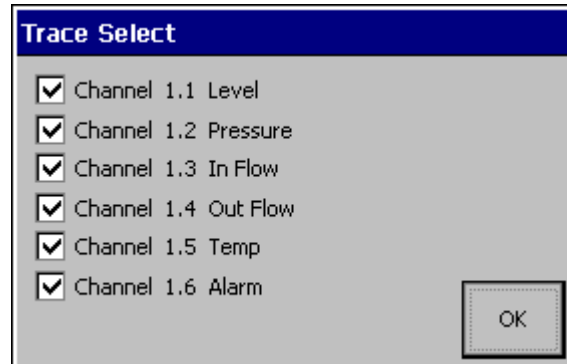 Trace Select
Channel 1.1 Level
Channel 1.2 Pressure
Channel 1.3 In Flow
Channel 1.4 Out Flow
Channel 1.5 Temp
Channel 1.6 Alarm
OK